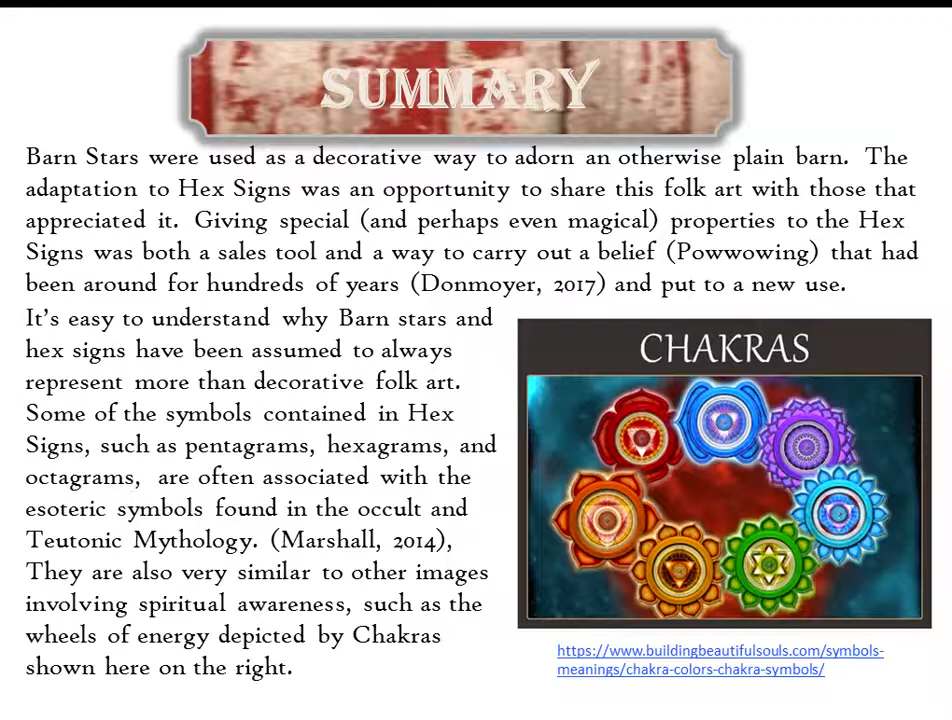 SUMMARY
Barn Stars were used as a decorative way to adorn an otherwise plain barn. The
adaptation to Hex Signs was an opportunity to share this folk art with those that
appreciated it. Giving special (and perhaps even magical) properties to the Hex
Signs was both a sales tool and a way to carry out a belief (Powwowing) that had
been around for hundreds of years (Donmoyer, 2017) and put to a new use.
It's easy to understand why Barn stars and
hex signs have been assumed to always
represent more than decorative folk art.
Some of the symbols contained in Hex
Signs, such as pentagrams, hexagrams, and
octagrams, are often associated with the
esoteric symbols found in the occult and
Teutonic Mythology. (Marshall, 2014),
They are also very similar to other images
involving spiritual awareness, such as the
wheels of energy depicted by Chakras
shown here on the right.
CHAKRAS
https://www.buildingbeautifulsouls.com/symbols-
meanings/chakra-colors-chakra-symbols/